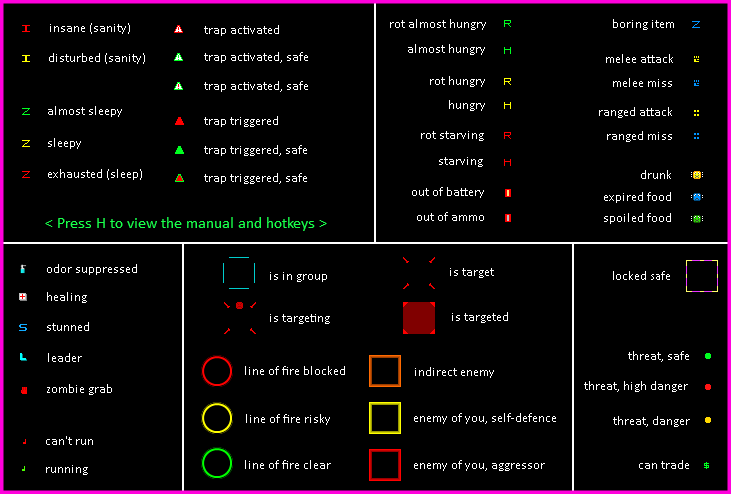 insane (sanity)
disturbed (sanity)
almost sleepy
sleepy
exhausted (sleep)
trap activated
trap activated, safe
trap activated, safe
trap triggered
trap triggered, safe
trap triggered, safe
< Press H to view the manual and hotkeys >
rot almost hungry R
almost hungry H
rot hungry R
hungry H
rot starving R
starving H
out of battery
out of ammo
boring item Z
melee attack
melee miss
ranged attack
ranged miss
drunk
expired food
spoiled food
odor suppressed
healing
stunned
leader
zombie grab
can't run
running
is in group
is targeting
is target
is targeted
line of fire blocked
line of fire risky
line of fire clear
indirect enemy
enemy of you, self-defence
enemy of you, aggressor
locked safe
threat, safe
threat, high danger
threat, danger
can trade $